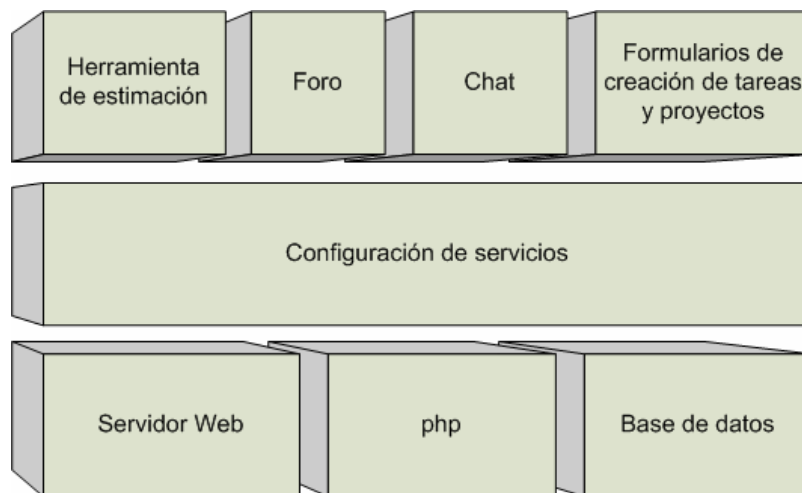 Herramienta
de estimación
Foro
Chat
Formularios de
creación de tareas
y proyectos
Configuración de servicios
Servidor Web
php
Base de datos